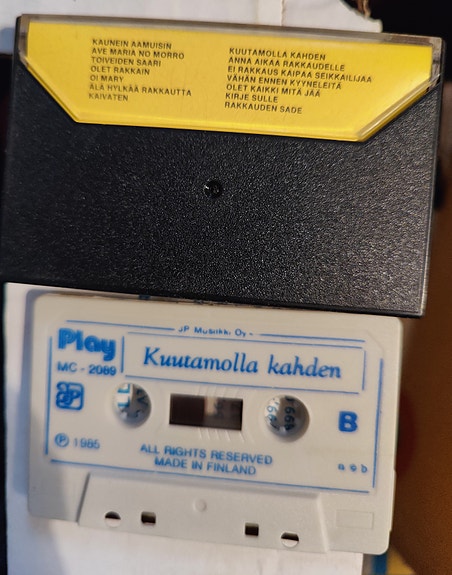 KAUNEIN AAMUISIN
AVE MARIA NO MORRO
TOIVEIDEN SAARI
OLET RAKKAIN
OI MARY
ÄLÄ HYLKÄÄ RAKKAUTTA
KAIVATEN
KUUTAMOLLA KAHDEN
ANNA AIKAA RAKKAUDELLE
EI RAKKAUS KAIPAA SEIKKAILIJAA
VÄHÄN ENNEN KYYNELEITÄ
OLET KAIKKI MITÄ JÄÄ
KIRJE SULLE
RAKKAUDEN SADE
JP Musiikki Oy
Play
MC - 2089
Kuutamolla kahden
B
℗ 1985
ALL RIGHTS RESERVED
MADE IN FINLAND